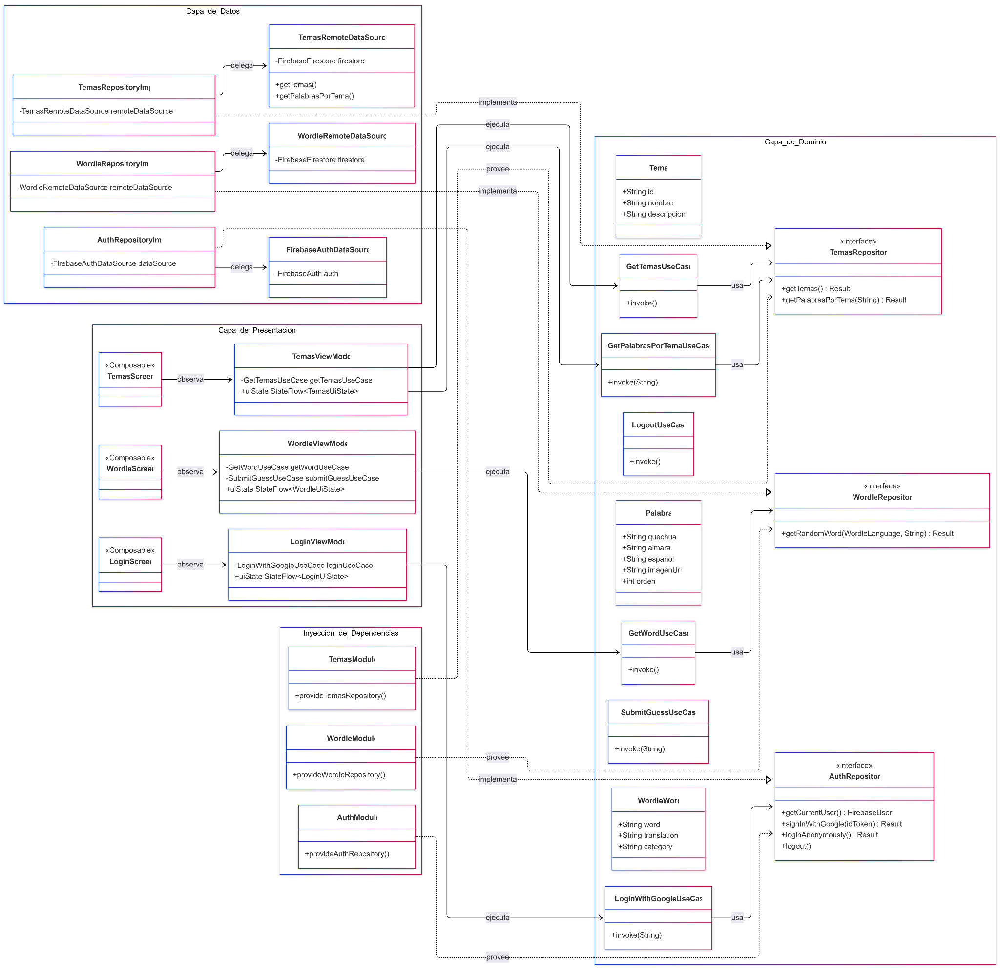 Capa_de_Datos
TemasRemoteDataSourc
-FirebaseFirestore firestore
+getTemas()
+getPalabrasPorTema()
delega
TemasRepositoryImp
-TemasRemoteDataSource remoteDataSource
WordleRemoteDataSourc
-FirebaseFirestore firestore
delega
WordleRepositoryIm
-WordleRemoteDataSource remoteDataSource
AuthRepositoryIm
-FirebaseAuthDataSource dataSource
delega
FirebaseAuthDataSourc
-FirebaseAuth auth
implementa
ejecuta
ejecuta
provee
implementa
Capa_de_Presentacion
«Composable»
TemasScreen
observa
TemasViewMode
-GetTemasUseCase getTemasUseCase
+uiState StateFlow<TemasUiState>
«Composable»
WordleScreen
observa
WordleViewMode
-GetWordUseCase getWordUseCase
-SubmitGuessUseCase submitGuessUseCase
+uiState StateFlow<WordleUiState>
ejecuta
«Composable»
LoginScreen
observa
LoginViewMode
-LoginWithGoogleUseCase loginUseCase
+uiState StateFlow<LoginUiState>
Inyeccion_de_Dependencias
TemasModule
+provideTemasRepository()
WordleModule
+provideWordleRepository()
AuthModule
+provideAuthRepository()
provee
implementa
ejecuta
provee
Capa_de_Dominio
Tema
+String id
+String nombre
+String descripcion
GetTemasUseCase
+invoke()
usa
«interface»
TemasRepositor
+getTemas() : Result
+getPalabrasPorTema(String) : Result
GetPalabrasPorTemaUseCas
+invoke(String)
usa
LogoutUseCase
+invoke()
«interface»
WordleRepositor
+getRandomWord(WordleLanguage, String) : Result
Palabra
+String quechua
+String aimara
+String espanol
+String imagenUrl
+int orden
GetWordUseCase
+invoke()
usa
SubmitGuessUseCas
+invoke(String)
«interface»
AuthRepositor
+getCurrentUser() : FirebaseUser
+signInWithGoogle(idToken) : Result
+loginAnonymously() : Result
+logout()
WordleWord
+String word
+String translation
+String category
LoginWithGoogleUseCas
+invoke(String)
usa